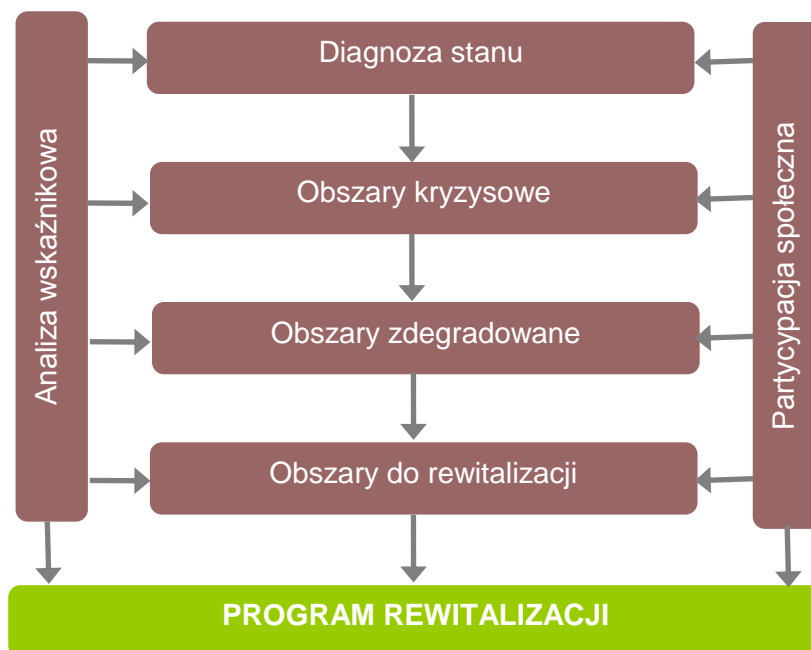 Diagnoza stanu
Analiza wskaźnikowa
Partycypacja społeczna
Obszary kryzysowe
Obszary zdegradowane
Obszary do rewitalizacji
PROGRAM REWITALIZACJI